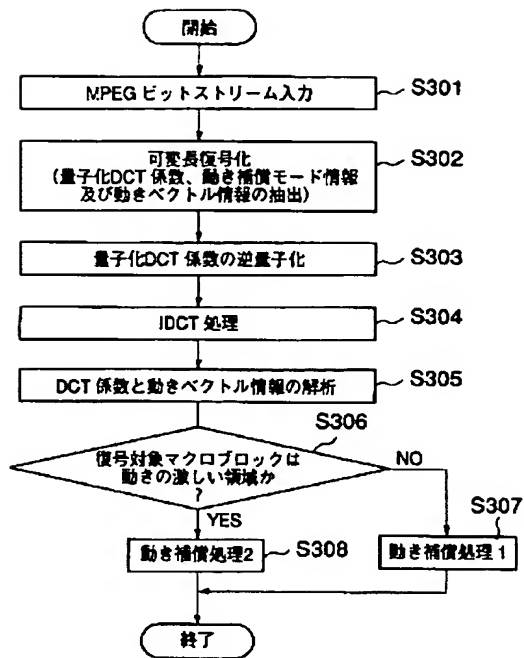 開始
MPEG ビットストリーム入力
S301
可変長復号化
(量子化DCT 係数、動き補償モード情報
及び動きベクトル情報の抽出)
S302
量子化DCT 係数の逆量子化
S303
IDCT 処理
S304
DCT 係数と動きベクトル情報の解析
S305
S306
復号対象マクロブロックは
動きの激しい領域か
?
NO
YES
S307
動き補償処理2
S308
動き補償処理1
終了